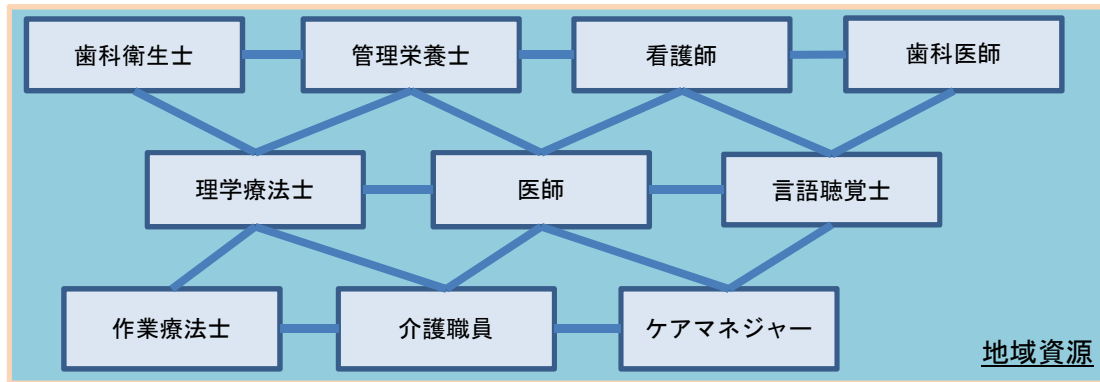 歯科衛生士
管理栄養士
看護師
歯科医師
理学療法士
医師
言語聴覚士
作業療法士
介護職員
ケアマネジャー
地域資源